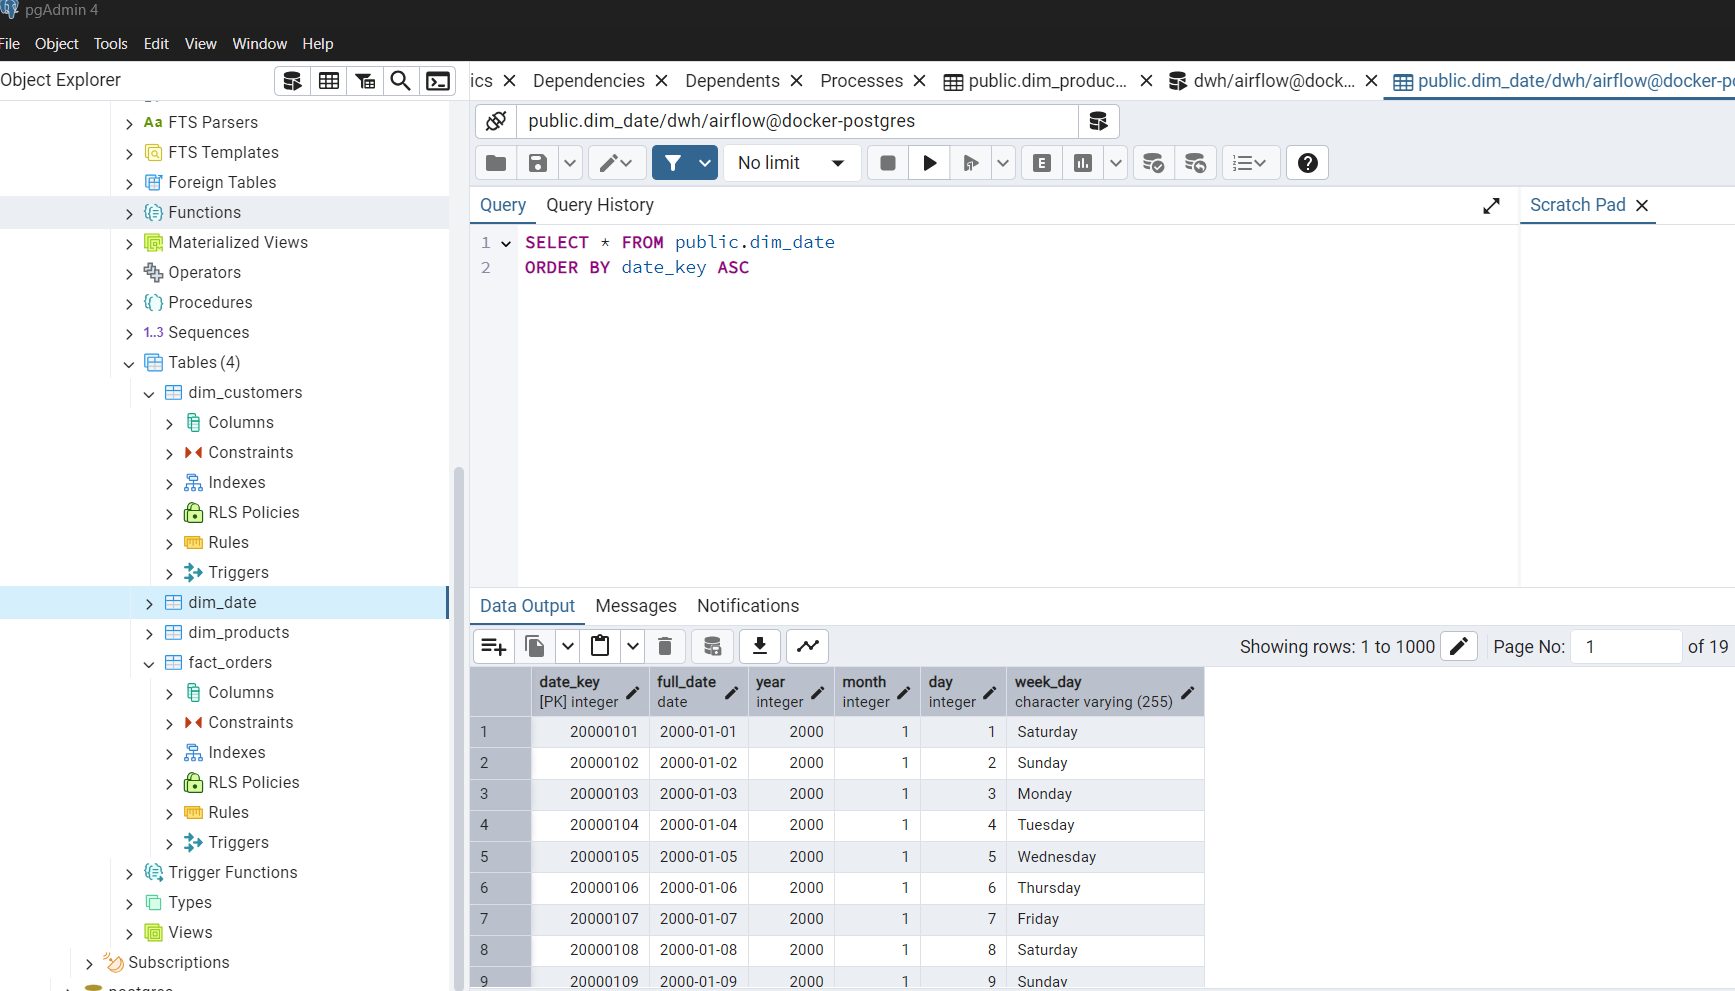 pgAdmin 4
File Object Tools Edit View Window Help
Object Explorer
ics Dependencies Dependents Processes public.dim_produc... dwh/airflow@dock... public.dim_date/dwh/airflow@docker-po
public.dim_date/dwh/airflow@docker-postgres
No limit
E
Query Query History
Scratch Pad
1 SELECT * FROM public.dim_date
2 ORDER BY date_key ASC
Aa FTS Parsers
FTS Templates
Foreign Tables
Functions
Materialized Views
Operators
Procedures
1..3 Sequences
Tables (4)
dim_customers
Columns
Constraints
Indexes
RLS Policies
Rules
Triggers
dim_date
dim_products
fact_orders
Columns
Constraints
Indexes
RLS Policies
Rules
Triggers
Trigger Functions
Types
Views
Subscriptions
postgres
Data Output Messages Notifications
Showing rows: 1 to 1000 Page No: 1 of 19
date_key full_date year month day week_day
[PK] integer date integer integer integer character varying (255)
1 20000101 2000-01-01 2000 1 1 Saturday
2 20000102 2000-01-02 2000 1 2 Sunday
3 20000103 2000-01-03 2000 1 3 Monday
4 20000104 2000-01-04 2000 1 4 Tuesday
5 20000105 2000-01-05 2000 1 5 Wednesday
6 20000106 2000-01-06 2000 1 6 Thursday
7 20000107 2000-01-07 2000 1 7 Friday
8 20000108 2000-01-08 2000 1 8 Saturday
9 20000109 2000-01-09 2000 1 9 Sunday